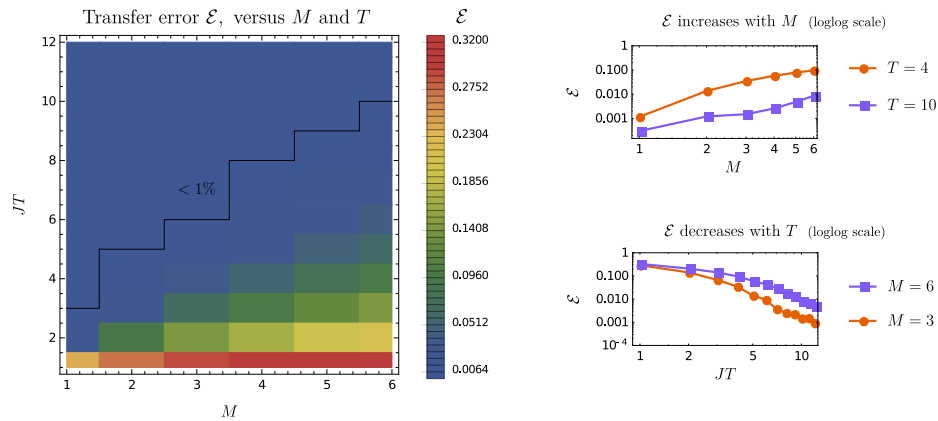 Transfer error ℰ, versus M and T
12
10
8
6
4
2
JT
< 1%
1 2 3 4 5 6
M
ℰ
0.3200
0.2752
0.2304
0.1856
0.1408
0.0960
0.0512
0.0064
ℰ increases with M (loglog scale)
1
0.100
0.010
0.001
ℰ
1 2 3 4 5 6
M
T = 4
T = 10
ℰ decreases with T (loglog scale)
1
0.100
0.010
0.001
10⁻⁴
ℰ
1 2 5 10
JT
M = 6
M = 3